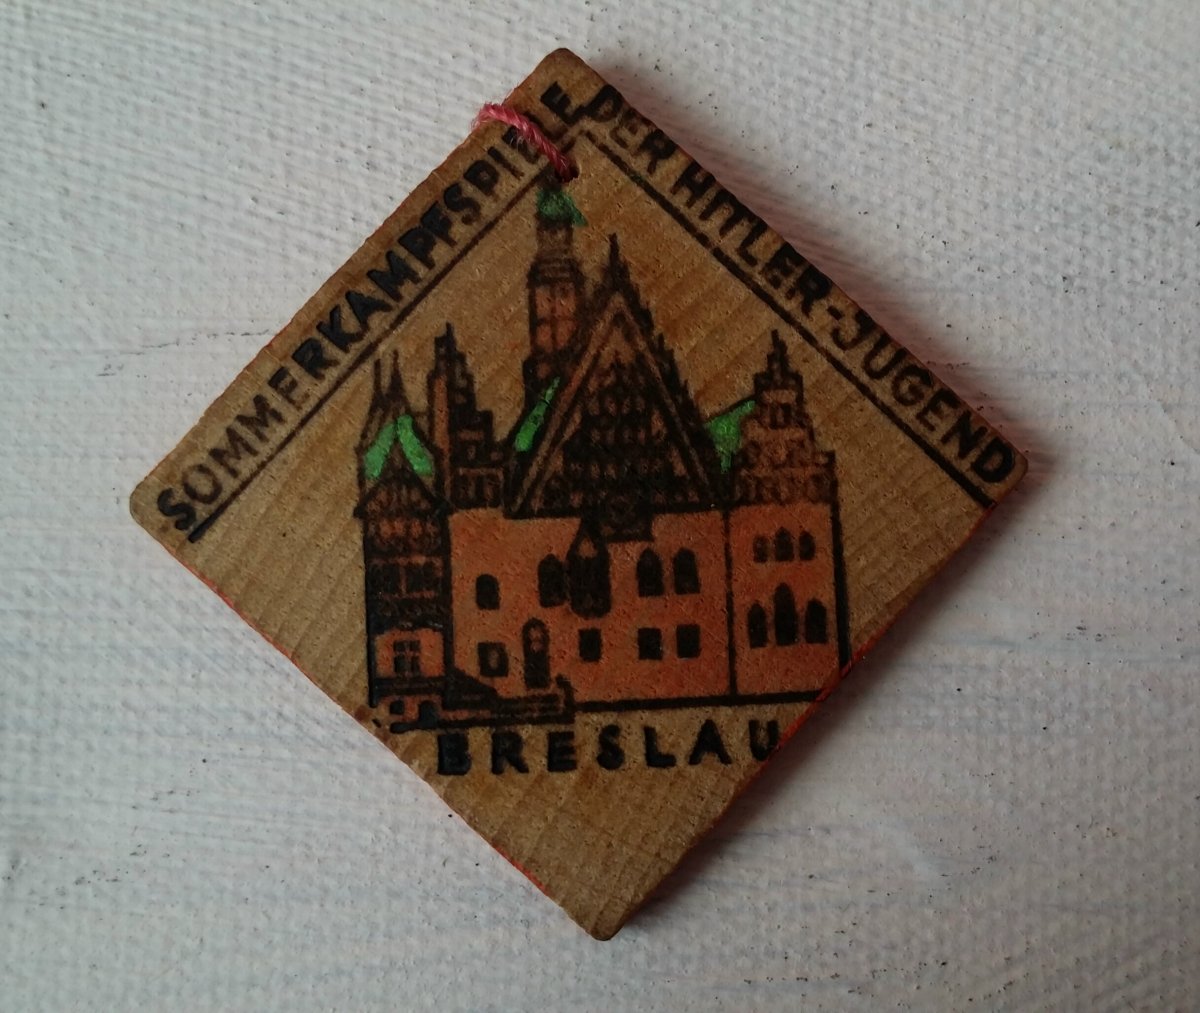 SOMMERKAMPFSPIELE
DER HITLER-JUGEND
BRESLAU